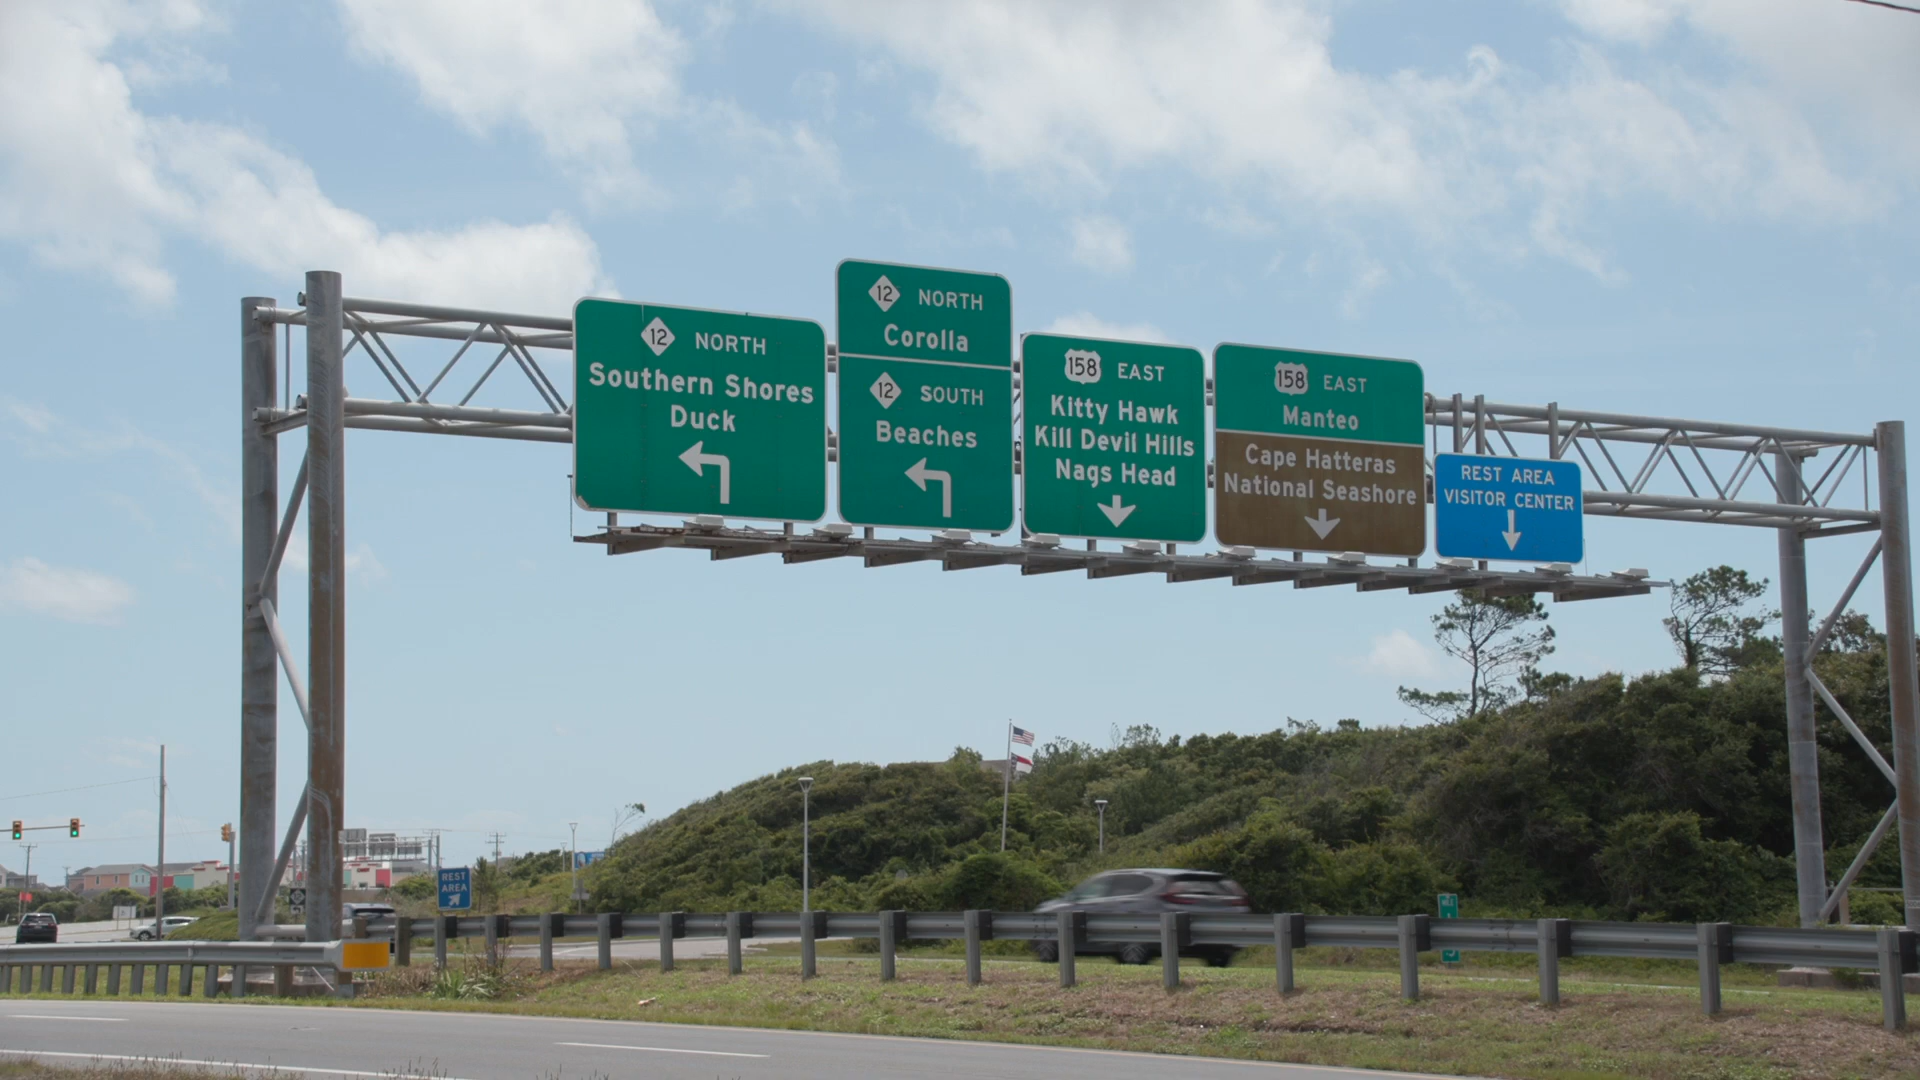 12 NORTH
Southern Shores
Duck
12 NORTH
Corolla
12 SOUTH
Beaches
158 EAST
Kitty Hawk
Kill Devil Hills
Nags Head
158 EAST
Manteo
Cape Hatteras
National Seashore
REST AREA
VISITOR CENTER
REST
AREA